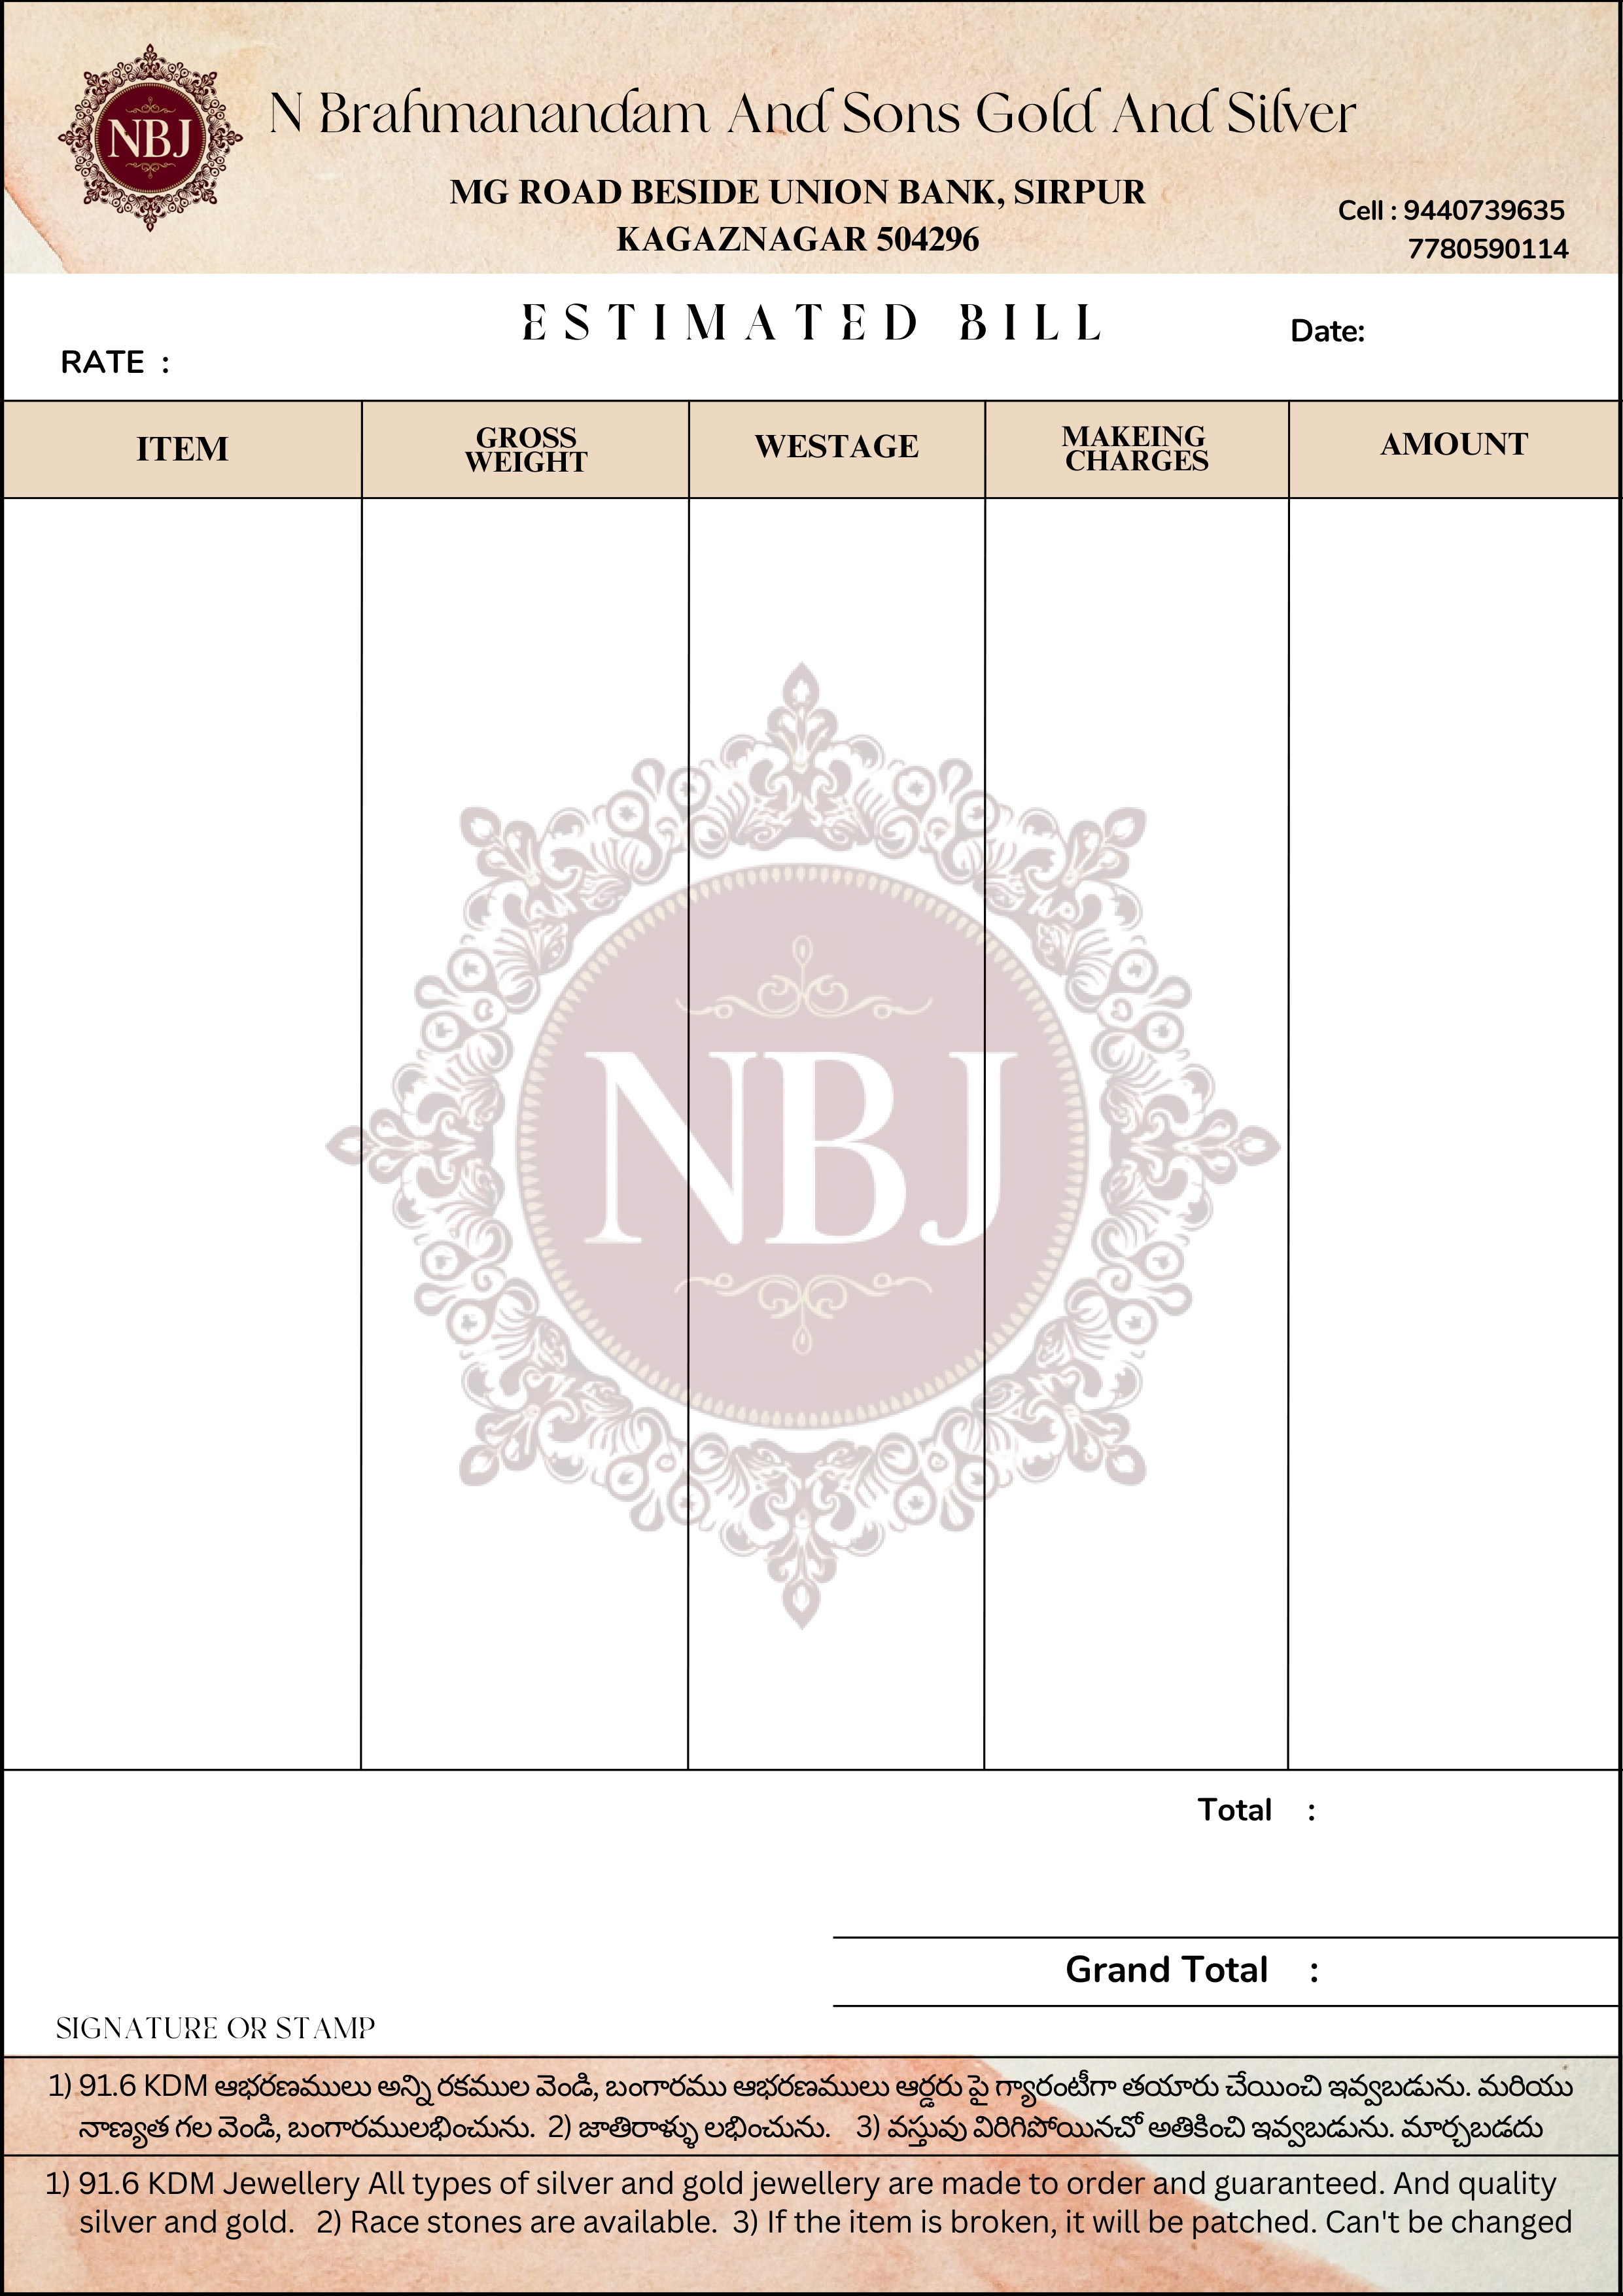 NBJ
N Brahmanandam And Sons Gold And Silver
MG ROAD BESIDE UNION BANK, SIRPUR
KAGAZNAGAR 504296
Cell : 9440739635
7780590114
ESTIMATED BILL
Date:
RATE :
ITEM
GROSS
WEIGHT
WESTAGE
MAKEING
CHARGES
AMOUNT
NBJ
Total :
Grand Total :
SIGNATURE OR STAMP
1) 91.6 KDM ఆభరణములు అన్ని రకముల వెండి, బంగారము ఆభరణములు ఆర్డరు పై గ్యారంటీగా తయారు చేయించి ఇవ్వబడును. మరియు
నాణ్యత గల వెండి, బంగారములభించును. 2) జాతిరాళ్ళు లభించును. 3) వస్తువు విరిగిపోయినచో అతికించి ఇవ్వబడును. మార్చబడదు
1) 91.6 KDM Jewellery All types of silver and gold jewellery are made to order and guaranteed. And quality
silver and gold. 2) Race stones are available. 3) If the item is broken, it will be patched. Can't be changed